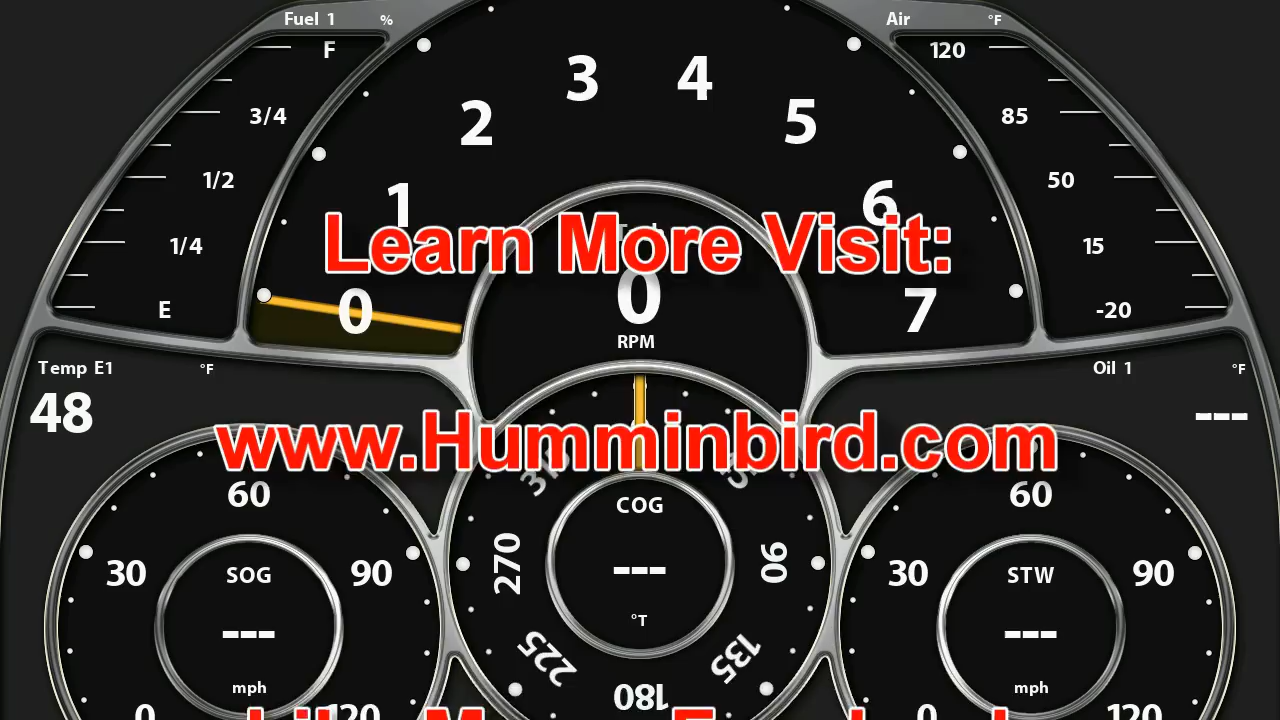 Fuel 1 % Air °F
F 120
3 4
3/4 85
2 5
1/2 50
1 6
Learn More Visit:
1/4 15
E 0 0 7 -20
RPM
Temp E1 °F Oil 1 °F
48 ---
www.Humminbird.com
60 COG 60
30 SOG 90 270 --- 90 30 STW 90
--- °T ---
225 135
mph 180 mph
0 120 0 120